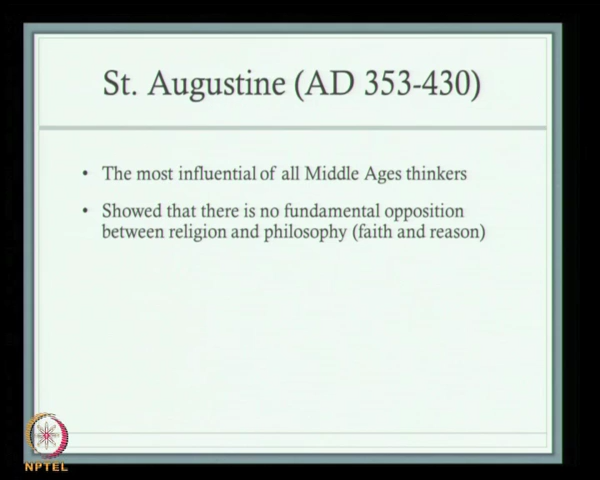 St. Augustine (AD 353-430)
• The most influential of all Middle Ages thinkers
• Showed that there is no fundamental opposition
between religion and philosophy (faith and reason)
NPTEL